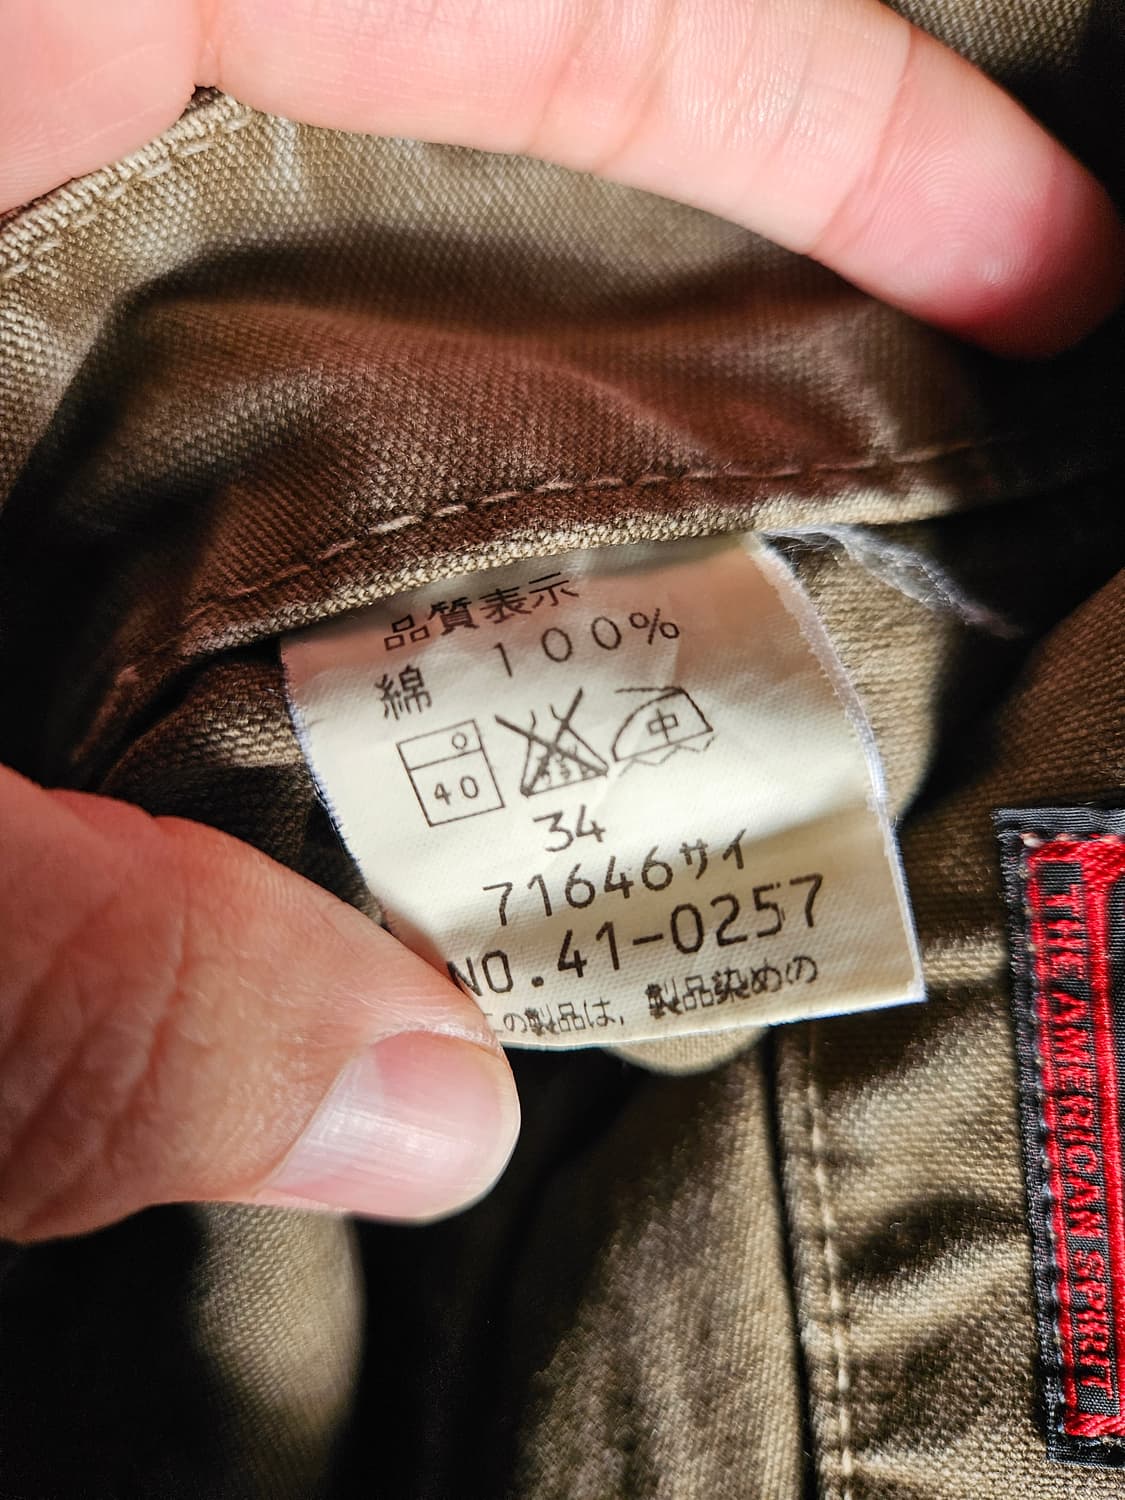 品質表示
綿 100%
40
中
34
71646サイ
NO.41-0257
この製品は、製品染めの
THE AMERICAN SPIRIT